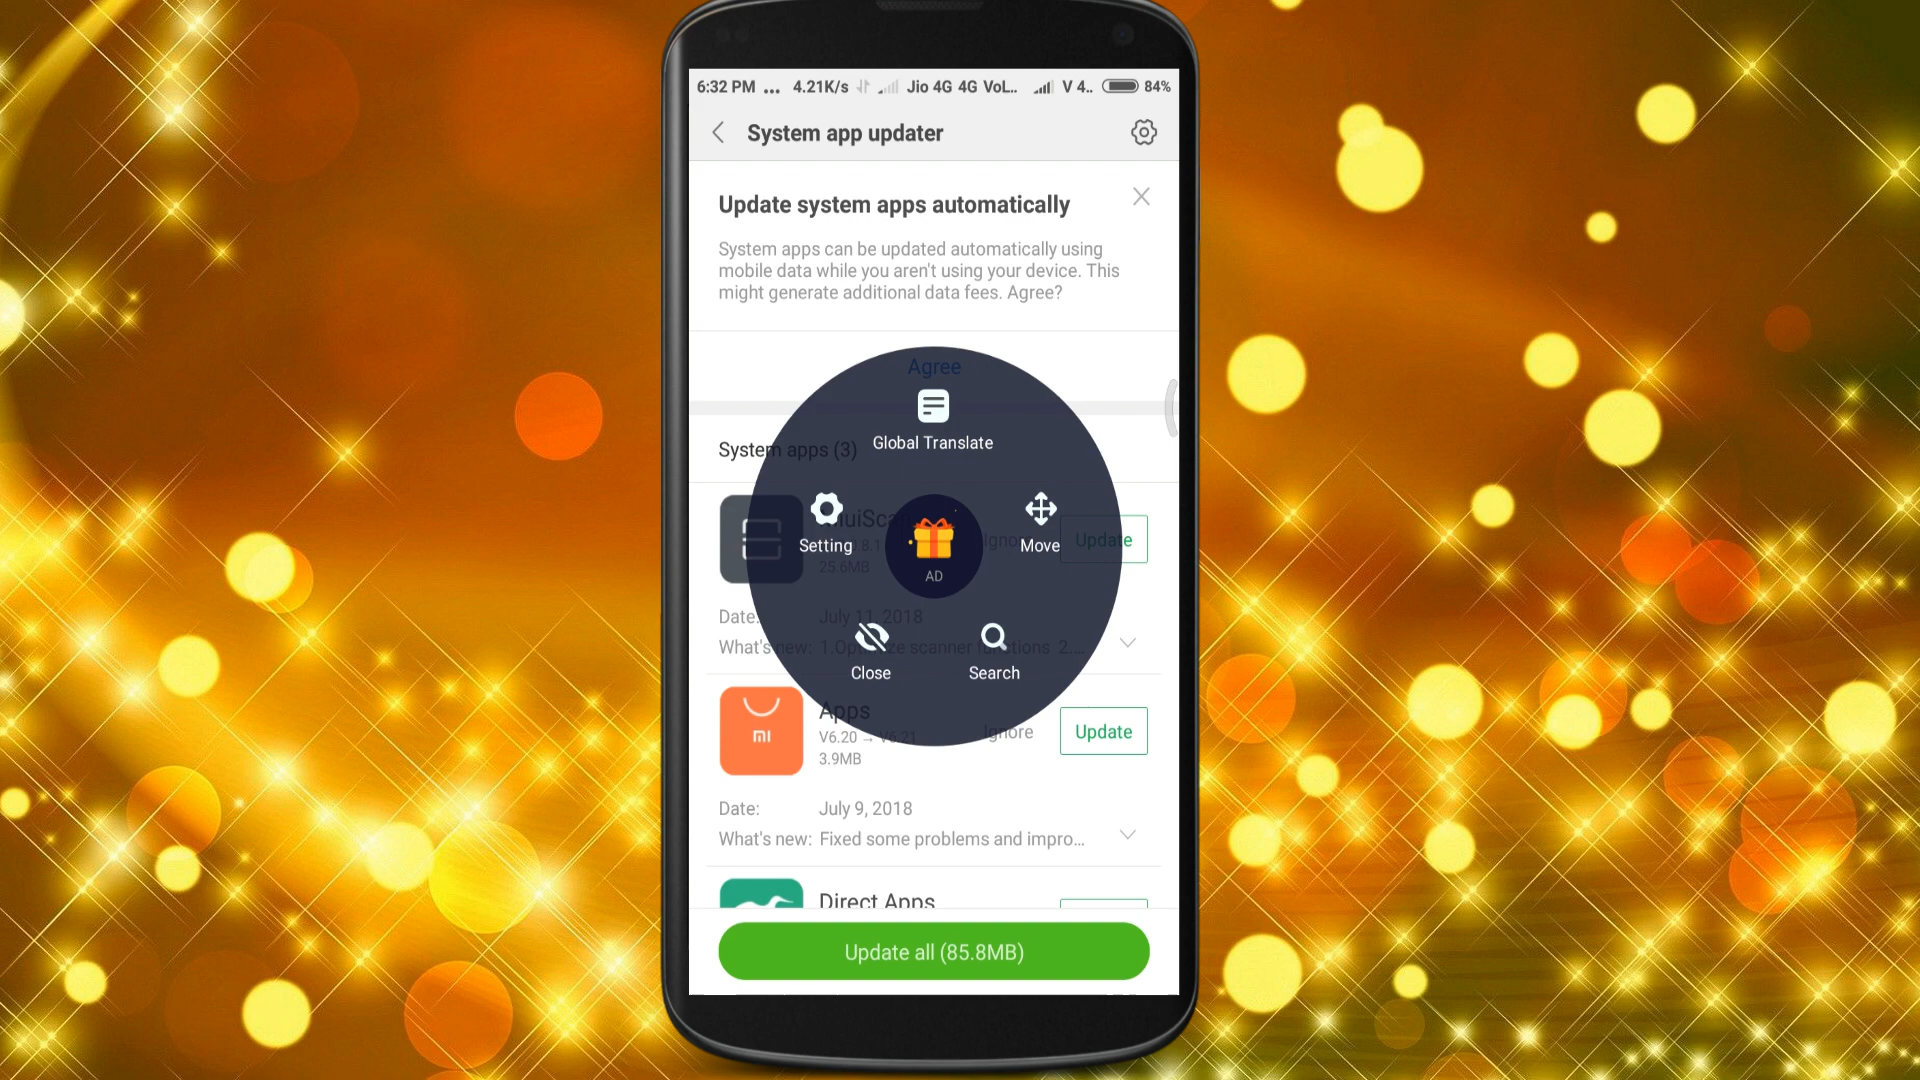 6:32 PM ... 4.21K/s Jio 4G 4G VoL... V 4.. 84%
System app updater
Update system apps automatically
System apps can be updated automatically using
mobile data while you aren't using your device. This
might generate additional data fees. Agree?
Agree
Global Translate
System apps (3)
Setting
AD
Move
Update
25.6MB
Date: July 11, 2018
What's new: 1.Optimize scanner functions 2....
Close
Search
Apps
V6.20 → V6.21
3.9MB
Ignore
Update
Date: July 9, 2018
What's new: Fixed some problems and impro...
mi
Direct Apps
Update all (85.8MB)